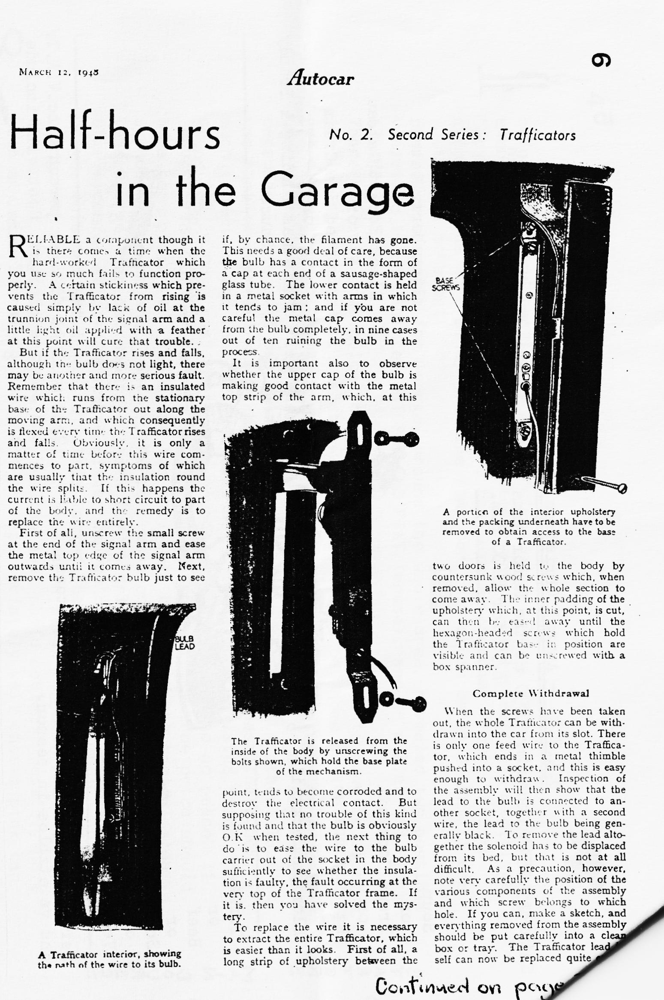 9
MARCH 12, 1948
Autocar
Half-hours
in the Garage
No. 2. Second Series: Trafficators
RELIABLE a component though it
is there comes a time when the
hard-worked Trafficator which
you use so much fails to function pro-
perly. A certain stickiness which pre-
vents the Trafficator from rising is
caused simply by lack of oil at the
trunnion joint of the signal arm and a
little light oil applied with a feather
at this point will cure that trouble.
But if the Trafficator rises and falls,
although the bulb does not light, there
may be another and more serious fault.
Remember that there is an insulated
wire which runs from the stationary
base of the Trafficator out along the
moving arm, and which consequently
is flexed every time the Trafficator rises
and falls. Obviously, it is only a
matter of time before this wire com-
mences to part, symptoms of which
are usually that the insulation round
the wire splits. If this happens the
current is liable to short circuit to part
of the body, and the remedy is to
replace the wire entirely.
First of all, unscrew the small screw
at the end of the signal arm and ease
the metal top edge of the signal arm
outwards until it comes away. Next,
remove the Trafficator bulb just to see
BULB
LEAD
A Trafficator interior, showing
the path of the wire to its bulb.
if, by chance, the filament has gone.
This needs a good deal of care, because
the bulb has a contact in the form of
a cap at each end of a sausage-shaped
glass tube. The lower contact is held
in a metal socket with arms in which
it tends to jam; and if you are not
careful the metal cap comes away
from the bulb completely, in nine cases
out of ten ruining the bulb in the
process.
It is important also to observe
whether the upper cap of the bulb is
making good contact with the metal
top strip of the arm, which, at this
The Trafficator is released from the
inside of the body by unscrewing the
bolts shown, which hold the base plate
of the mechanism.
point, tends to become corroded and to
destroy the electrical contact. But
supposing that no trouble of this kind
is found and that the bulb is obviously
O.K when tested, the next thing to
do is to ease the wire to the bulb
carrier out of the socket in the body
sufficiently to see whether the insula-
tion is faulty, the fault occurring at the
very top of the Trafficator frame. If
it is, then you have solved the mys-
tery.
To replace the wire it is necessary
to extract the entire Trafficator, which
is easier than it looks. First of all, a
long strip of upholstery between the
BASE
SCREWS
A portion of the interior upholstery
and the packing underneath have to be
removed to obtain access to the base
of a Trafficator.
two doors is held to the body by
countersunk wood screws which, when
removed, allow the whole section to
come away. The inner padding of the
upholstery which, at this point, is cut,
can then be eased away until the
hexagon-headed screws which hold
the Trafficator base in position are
visible and can be unscrewed with a
box spanner.
Complete Withdrawal
When the screws have been taken
out, the whole Trafficator can be with-
drawn into the car from its slot. There
is only one feed wire to the Traffica-
tor, which ends in a metal thimble
pushed into a socket, and this is easy
enough to withdraw. Inspection of
the assembly will then show that the
lead to the bulb is connected to an-
other socket, together with a second
wire, the lead to the bulb being gen-
erally black. To remove the lead alto-
gether the solenoid has to be displaced
from its bed, but that is not at all
difficult. As a precaution, however,
note very carefully the position of the
various components of the assembly
and which screw belongs to which
hole. If you can, make a sketch, and
everything removed from the assembly
should be put carefully into a clean
box or tray. The Trafficator lead
self can now be replaced quite
Continued on page